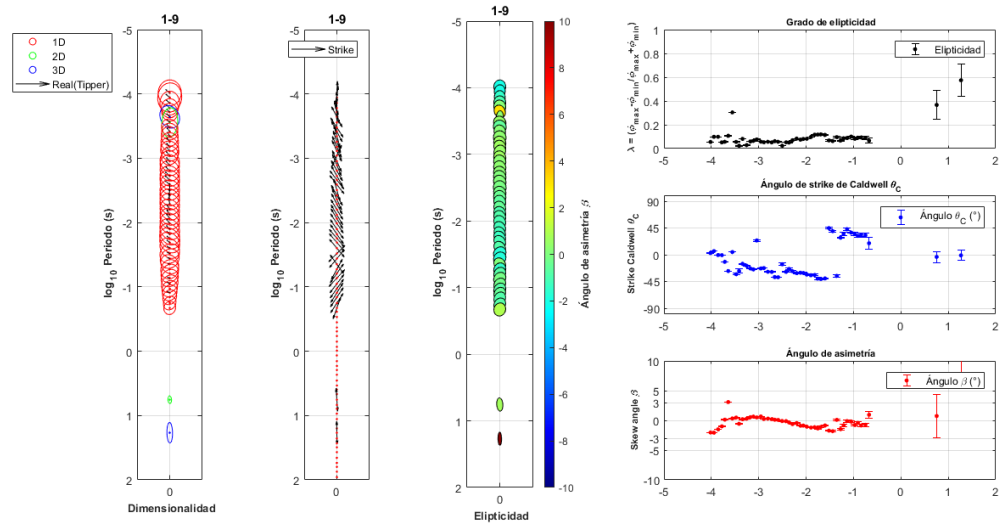 1-9
1D
2D
3D
Real(Tipper)
-5
-4
-3
-2
-1
0
1
2
log10 Periodo (s)
0
Dimensionalidad
1-9
Strike
-5
-4
-3
-2
-1
0
1
2
log10 Periodo (s)
0
1-9
-5
-4
-3
-2
-1
0
1
2
log10 Periodo (s)
0
Elipticidad
10
8
6
4
2
0
-2
-4
-6
-8
-10
Ángulo de asimetría β
Grado de elipticidad
Elipticidad
1
0.8
0.6
0.4
0.2
0
λ = (ϕmax-ϕmin/ϕmax+ϕmin)
-5 -4 -3 -2 -1 0 1 2
Ángulo de strike de Caldwell θC
Ángulo θC (°)
90
45
0
-45
-90
Strike Caldwell θC
-5 -4 -3 -2 -1 0 1 2
Ángulo de asimetría
Ángulo β (°)
10
3
0
-3
-10
Skew angle β
-5 -4 -3 -2 -1 0 1 2